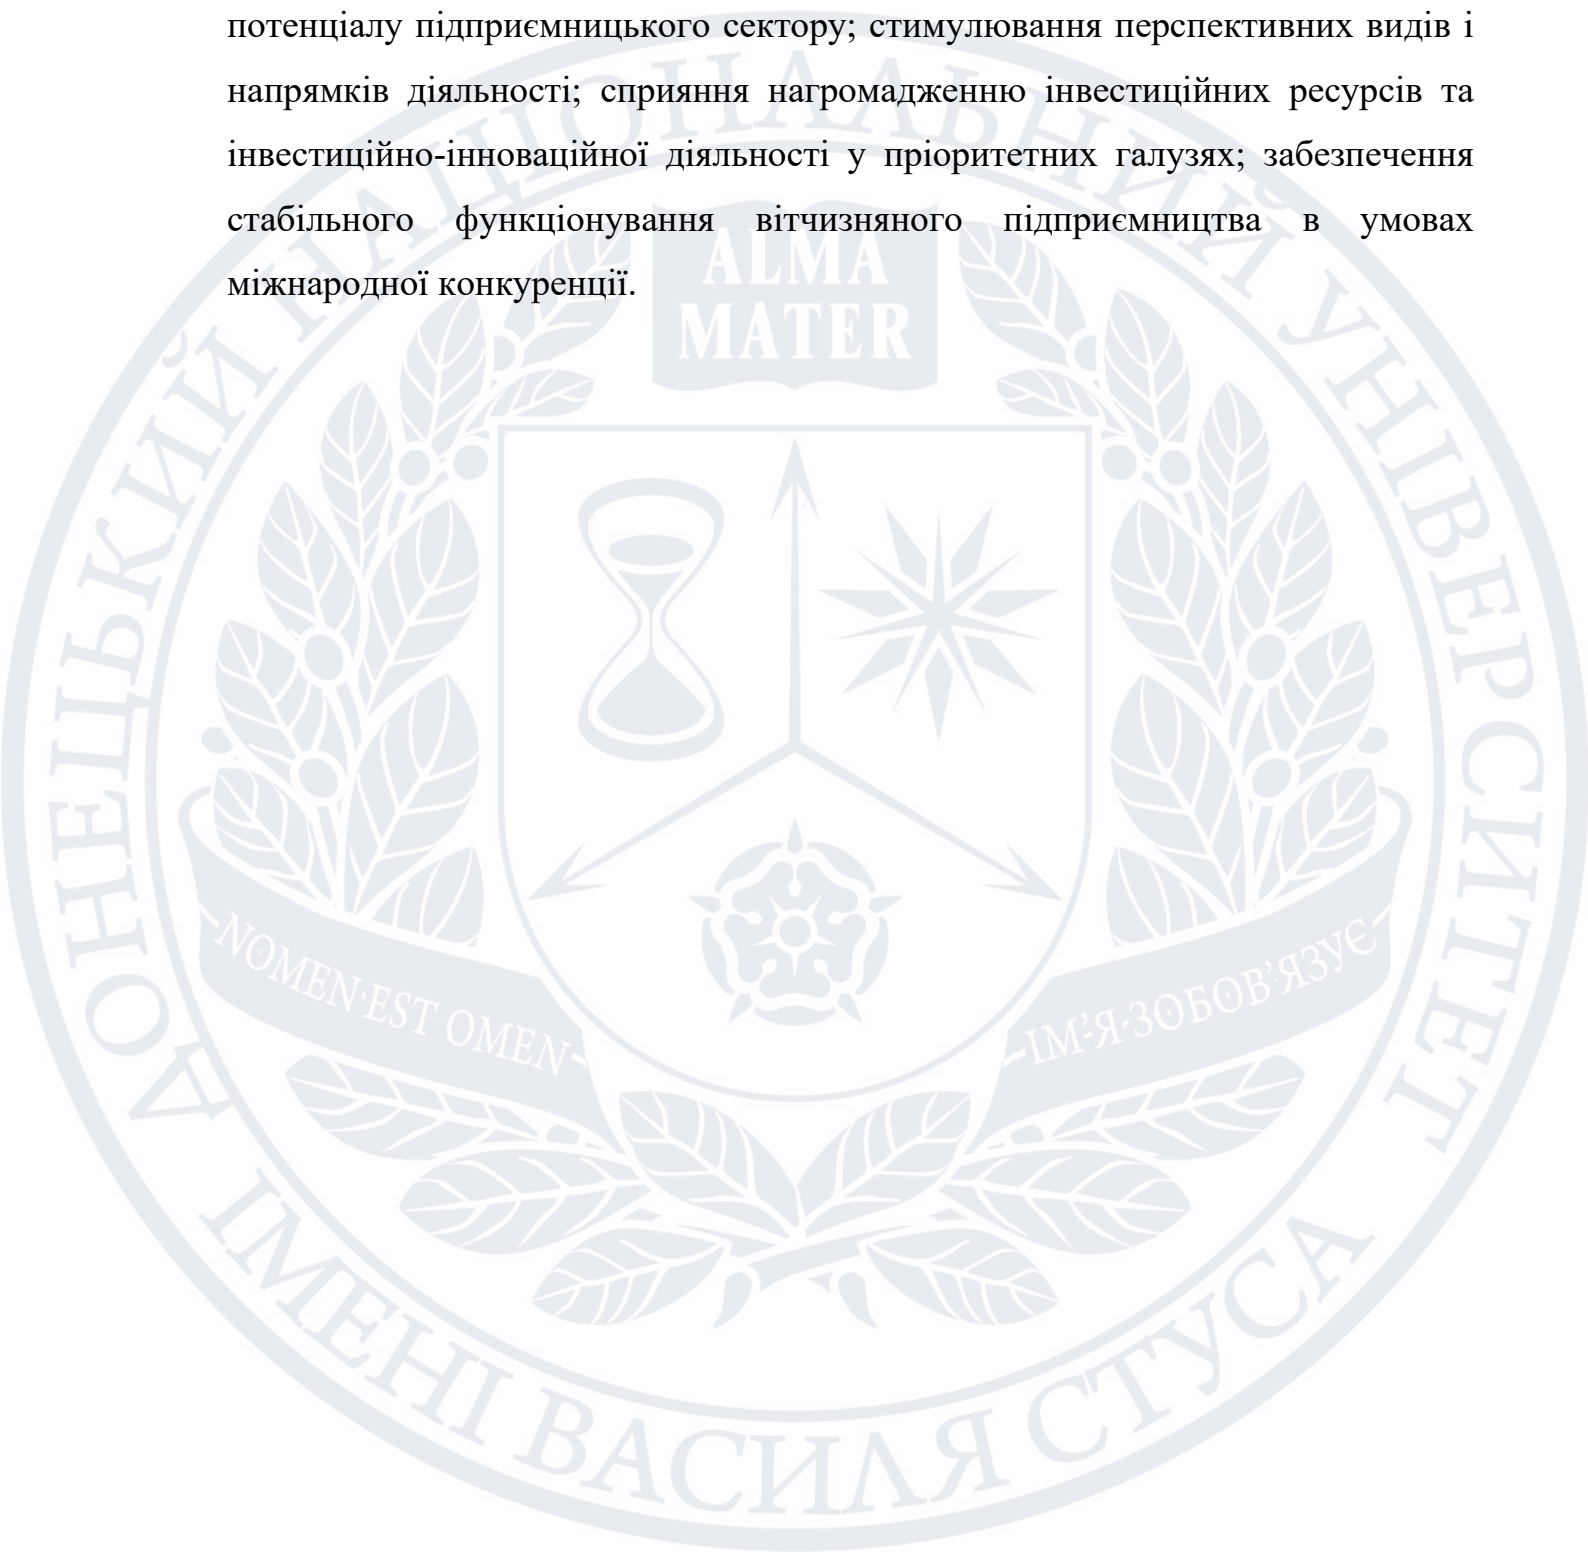 потенціалу підприємницького сектору; стимулювання перспективних видів і
напрямків діяльності; сприяння нагромадженню інвестиційних ресурсів та
інвестиційно-інноваційної діяльності у пріоритетних галузях; забезпечення
стабільного функціонування вітчизняного підприємництва в умовах
міжнародної конкуренції.
ДОНЕЦЬКИЙ НАЦІОНАЛЬНИЙ УНІВЕРСИТЕТ
ALMA
MATER
NOMEN EST OMEN
ІМ'Я ЗОБОВ'ЯЗУЄ
ІМЕНІ ВАСИЛЯ СТУСА